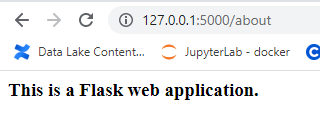 127.0.0.1:5000/about
Data Lake Content... JupyterLab - docker
This is a Flask web application.